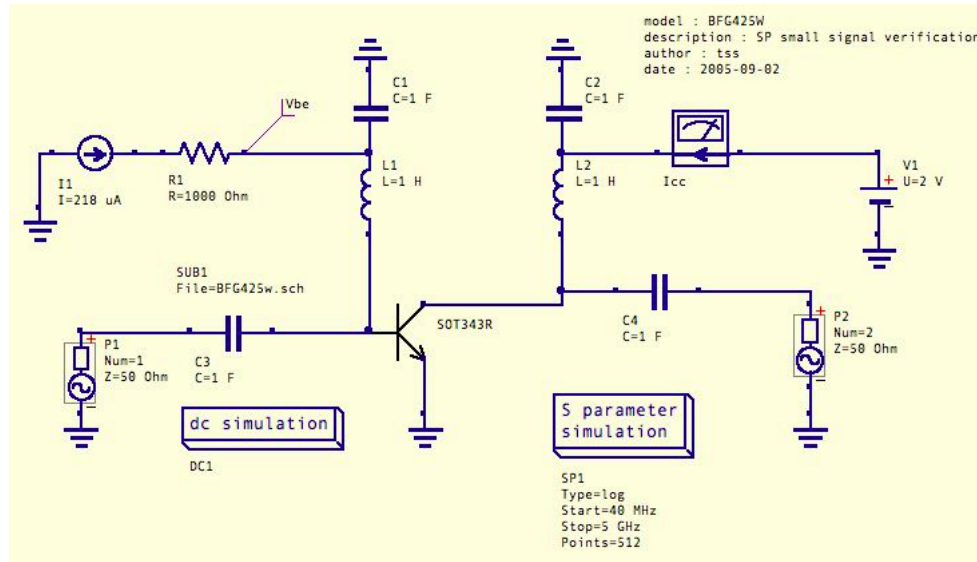 model : BFG425W
description : SP small signal verification
author : tss
date : 2005-09-02
C1
C=1 F
C2
C=1 F
Vbe
I1
I=218 uA
R1
R=1000 Ohm
L1
L=1 H
L2
L=1 H
Icc
V1
U=2 V
SUB1
File=BFG425w.sch
SOT343R
P1
Num=1
Z=50 Ohm
C3
C=1 F
C4
C=1 F
P2
Num=2
Z=50 Ohm
dc simulation
DC1
S parameter
simulation
SP1
Type=log
Start=40 MHz
Stop=5 GHz
Points=512